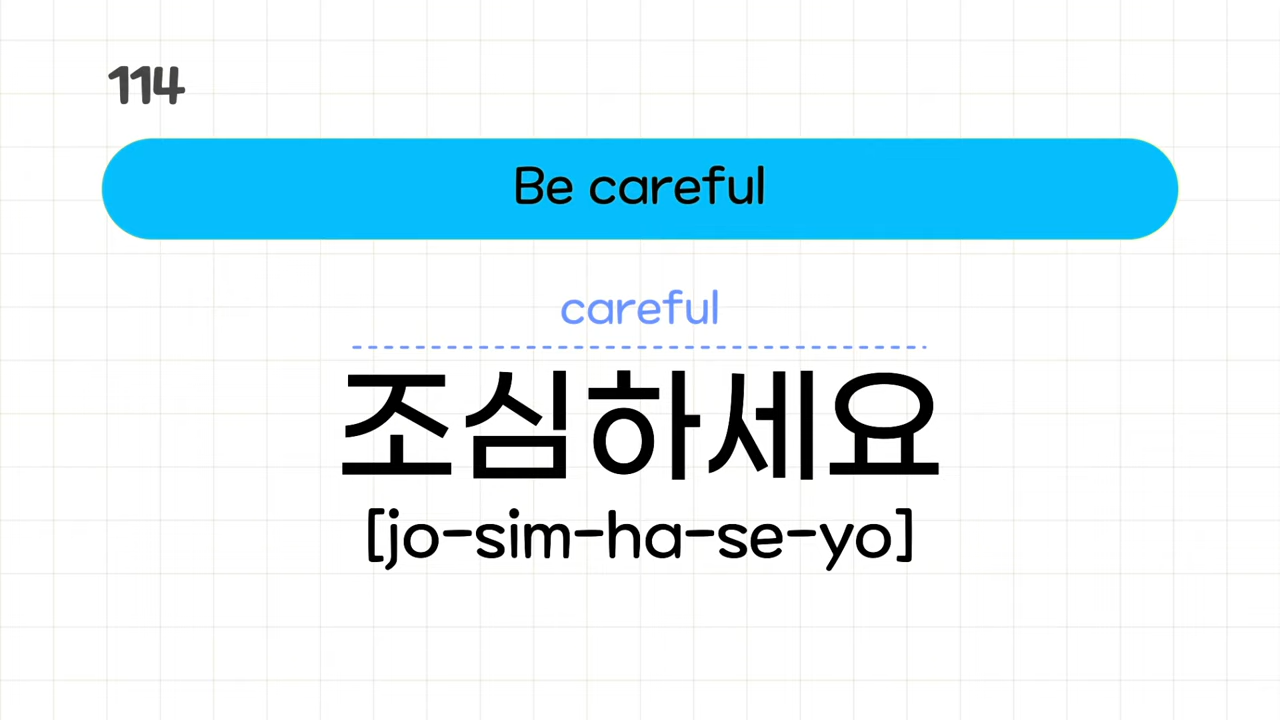 114
Be careful
careful
조심하세요
[jo-sim-ha-se-yo]